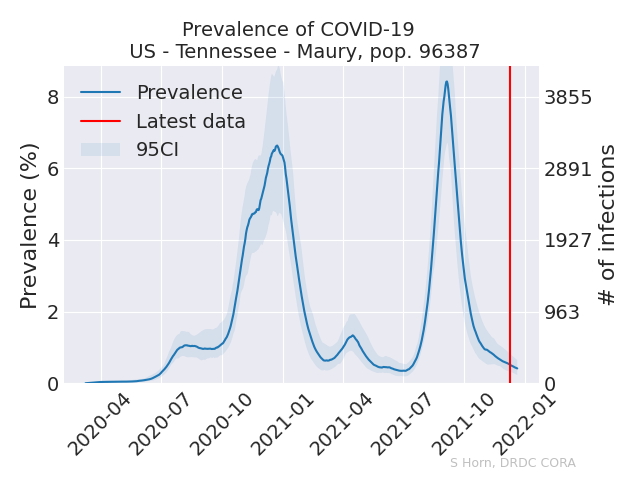 Prevalence of COVID-19
US - Tennessee - Maury, pop. 96387
Prevalence
Latest data
95CI
Prevalence (%)
8
6
4
2
0
# of infections
3855
2891
1927
963
0
2020-04
2020-07
2020-10
2021-01
2021-04
2021-07
2021-10
2022-01
S Horn, DRDC CORA